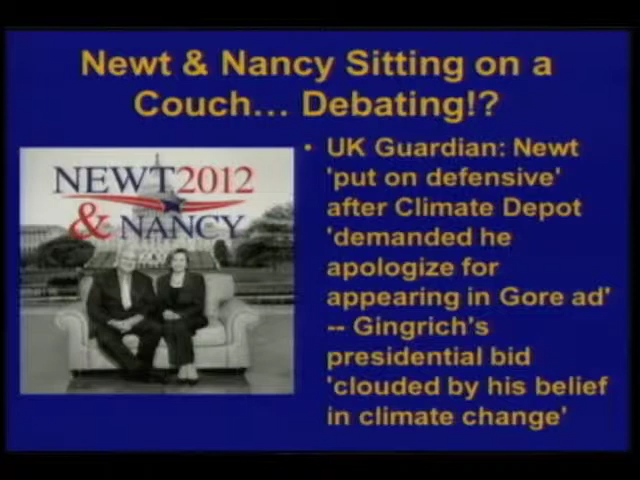 Newt & Nancy Sitting on a
Couch... Debating!?
NEWT2012
& NANCY
• UK Guardian: Newt
'put on defensive'
after Climate Depot
'demanded he
apologize for
appearing in Gore ad'
-- Gingrich's
presidential bid
'clouded by his belief
in climate change'